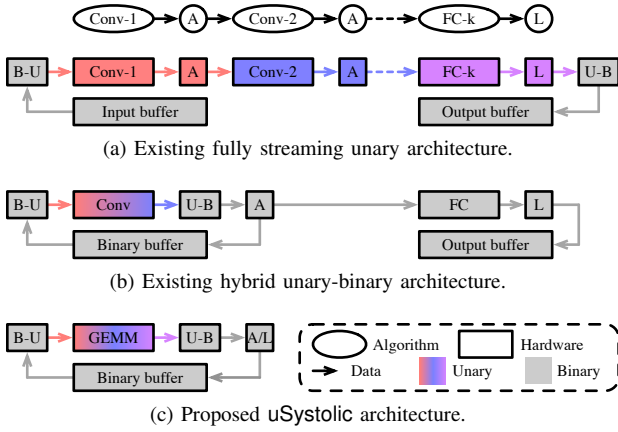 Conv-1 A Conv-2 A FC-k L
B-U Conv-1 A Conv-2 A FC-k L U-B
Input buffer Output buffer
(a) Existing fully streaming unary architecture.
B-U Conv U-B A FC L
Binary buffer Output buffer
(b) Existing hybrid unary-binary architecture.
B-U GEMM U-B A/L
Binary buffer
Algorithm Hardware
Data Unary Binary
(c) Proposed uSystolic architecture.